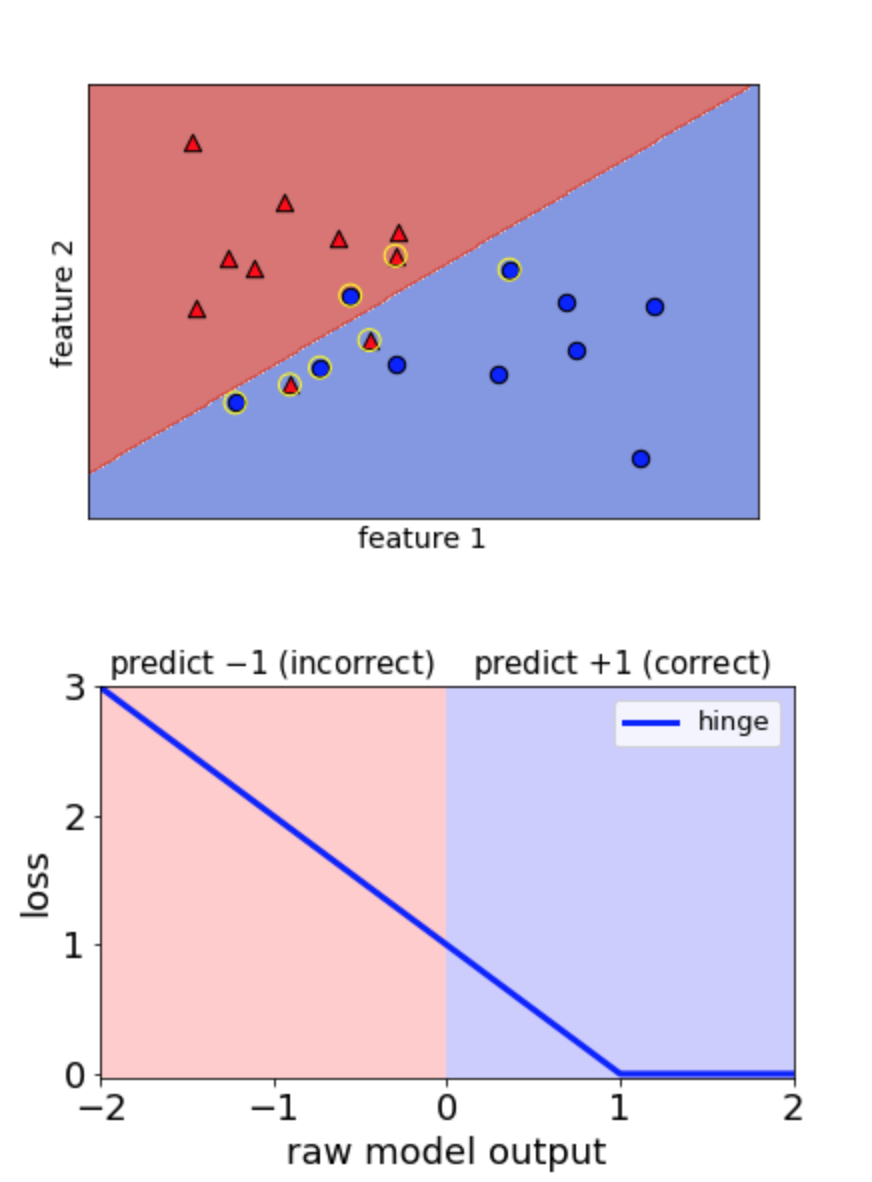 feature 2
feature 1
predict −1 (incorrect)
predict +1 (correct)
3
2
1
0
loss
hinge
−2
−1
0
1
2
raw model output